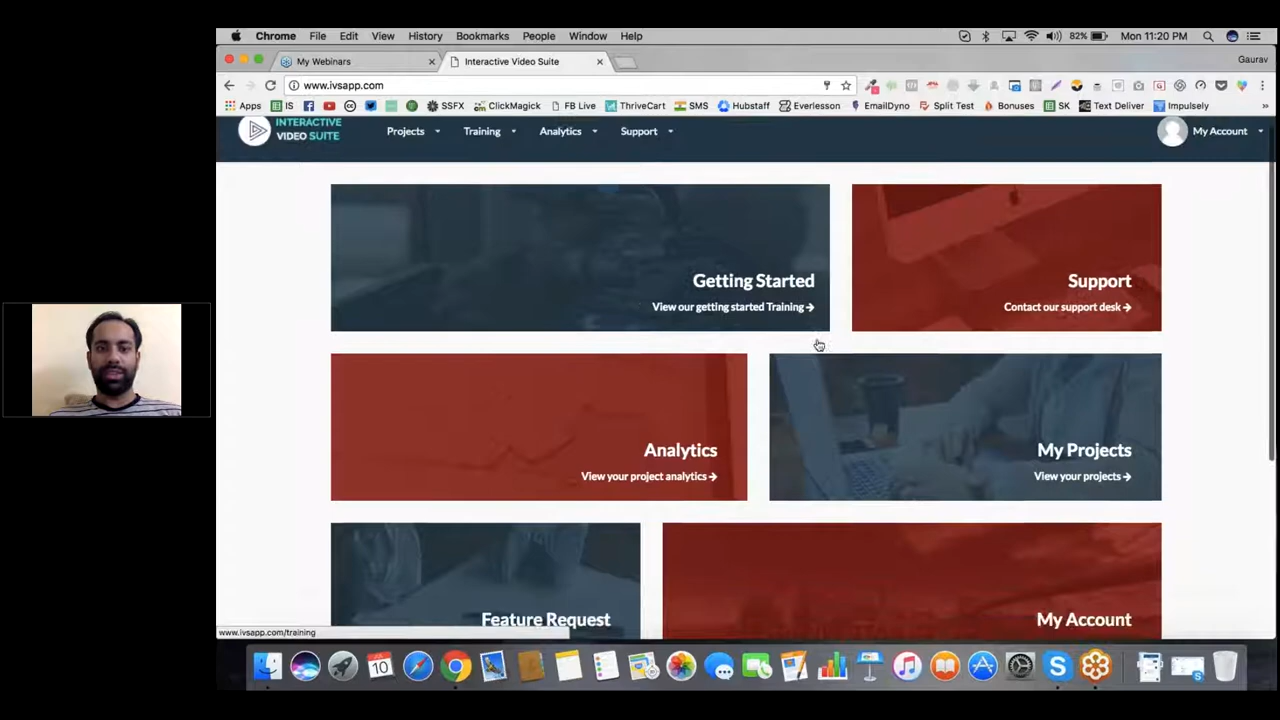 Chrome File Edit View History Bookmarks People Window Help 82% Mon 11:20 PM
My Webinars Interactive Video Suite Gaurav
www.ivsapp.com
Apps IS CC SSFX ClickMagick FB Live ThriveCart SMS Hubstaff Everlesson EmailDyno Split Test Bonuses SK Text Deliver Impulsely »
INTERACTIVE
VIDEO SUITE
Projects Training Analytics Support My Account
Getting Started
View our getting started Training
Support
Contact our support desk
Analytics
View your project analytics
My Projects
View your projects
Feature Request
My Account
www.ivsapp.com/training
10